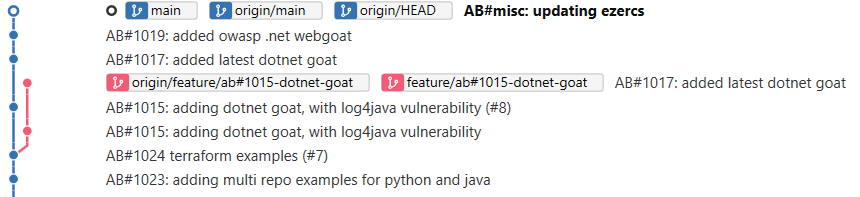 main origin/main origin/HEAD AB#misc: updating ezercs
AB#1019: added owasp .net webgoat
AB#1017: added latest dotnet goat
origin/feature/ab#1015-dotnet-goat feature/ab#1015-dotnet-goat AB#1017: added latest dotnet goat
AB#1015: adding dotnet goat, with log4java vulnerability (#8)
AB#1015: adding dotnet goat, with log4java vulnerability
AB#1024 terraform examples (#7)
AB#1023: adding multi repo examples for python and java